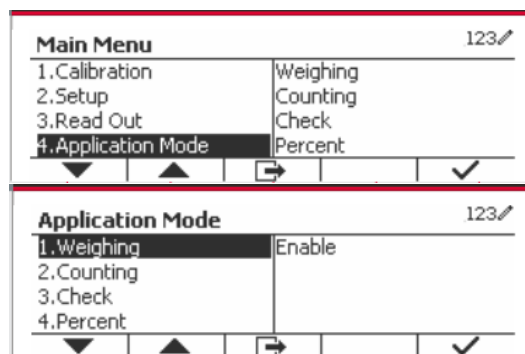 Main Menu 123
1.Calibration Weighing
2.Setup Counting
3.Read Out Check
4.Application Mode Percent
Application Mode 123
1.Weighing Enable
2.Counting
3.Check
4.Percent